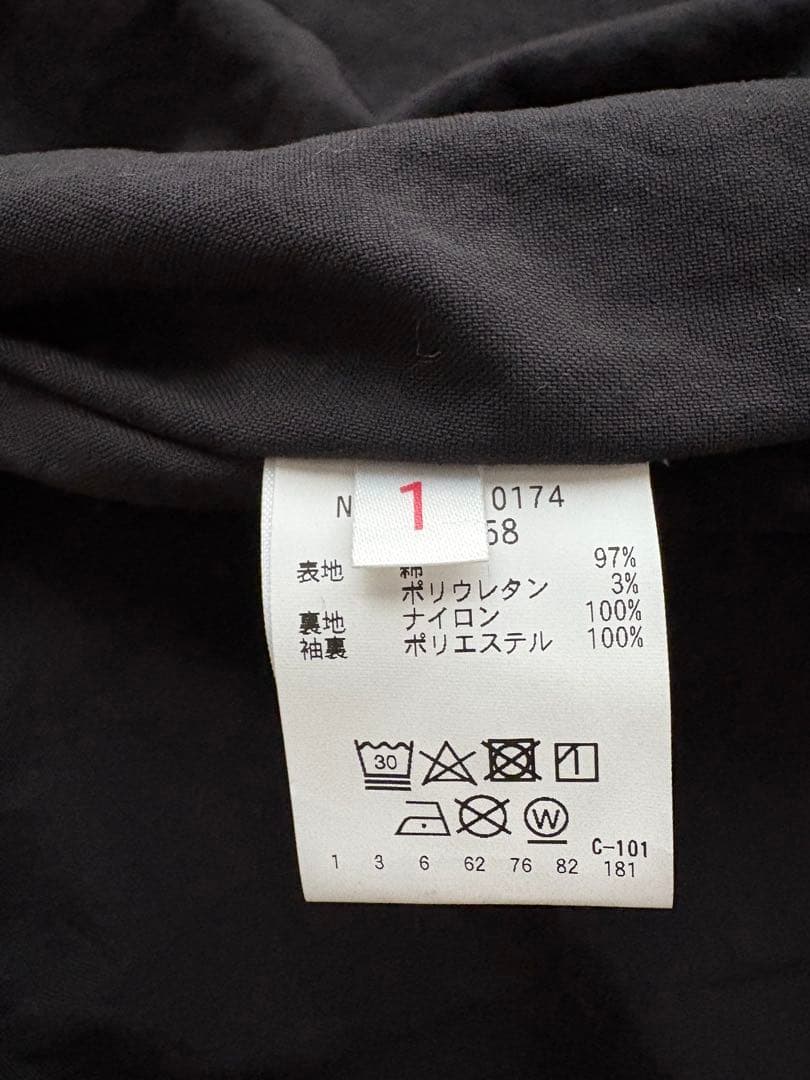 N 1 0174
58
表地 綿 97%
ポリウレタン 3%
裏地 ナイロン 100%
袖裏 ポリエステル 100%
30 1
W
C-101
1 3 6 62 76 82 181